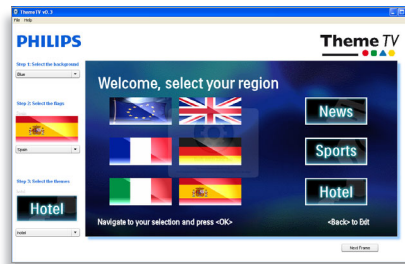 ThemeTV v0.3
File Help
PHILIPS
Theme TV
Step 1: Select the background
Blue
Step 2: Select the flags
Spain
Step 3: Select the themes
Hotel
Hotel
Welcome, select your region
News
Sports
Hotel
Navigate to your selection and press <OK>
<Back> to Exit
Next Frame